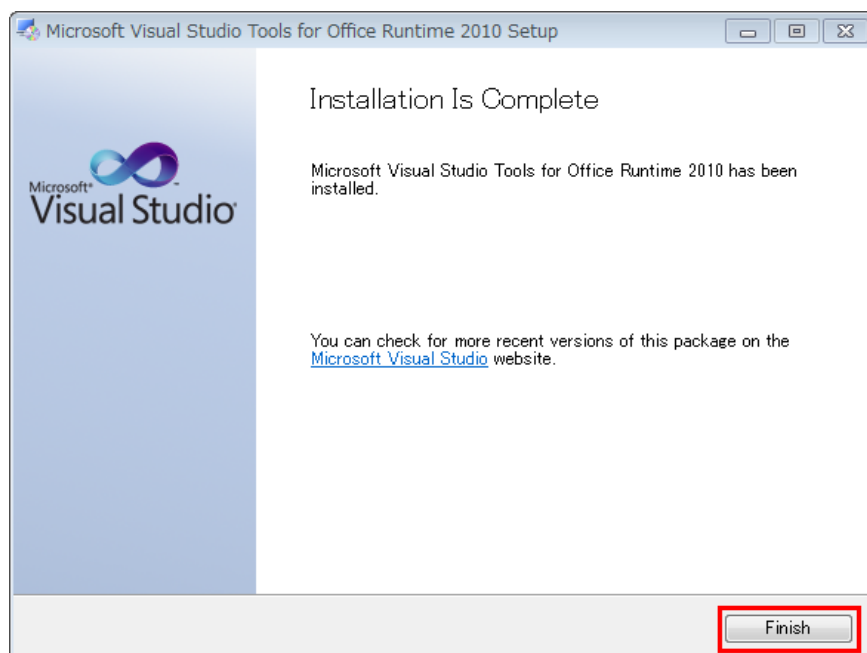 Microsoft Visual Studio Tools for Office Runtime 2010 Setup
Installation Is Complete
Microsoft Visual Studio Tools for Office Runtime 2010 has been
installed.
Microsoft®
Visual Studio®
You can check for more recent versions of this package on the
Microsoft Visual Studio website.
Finish